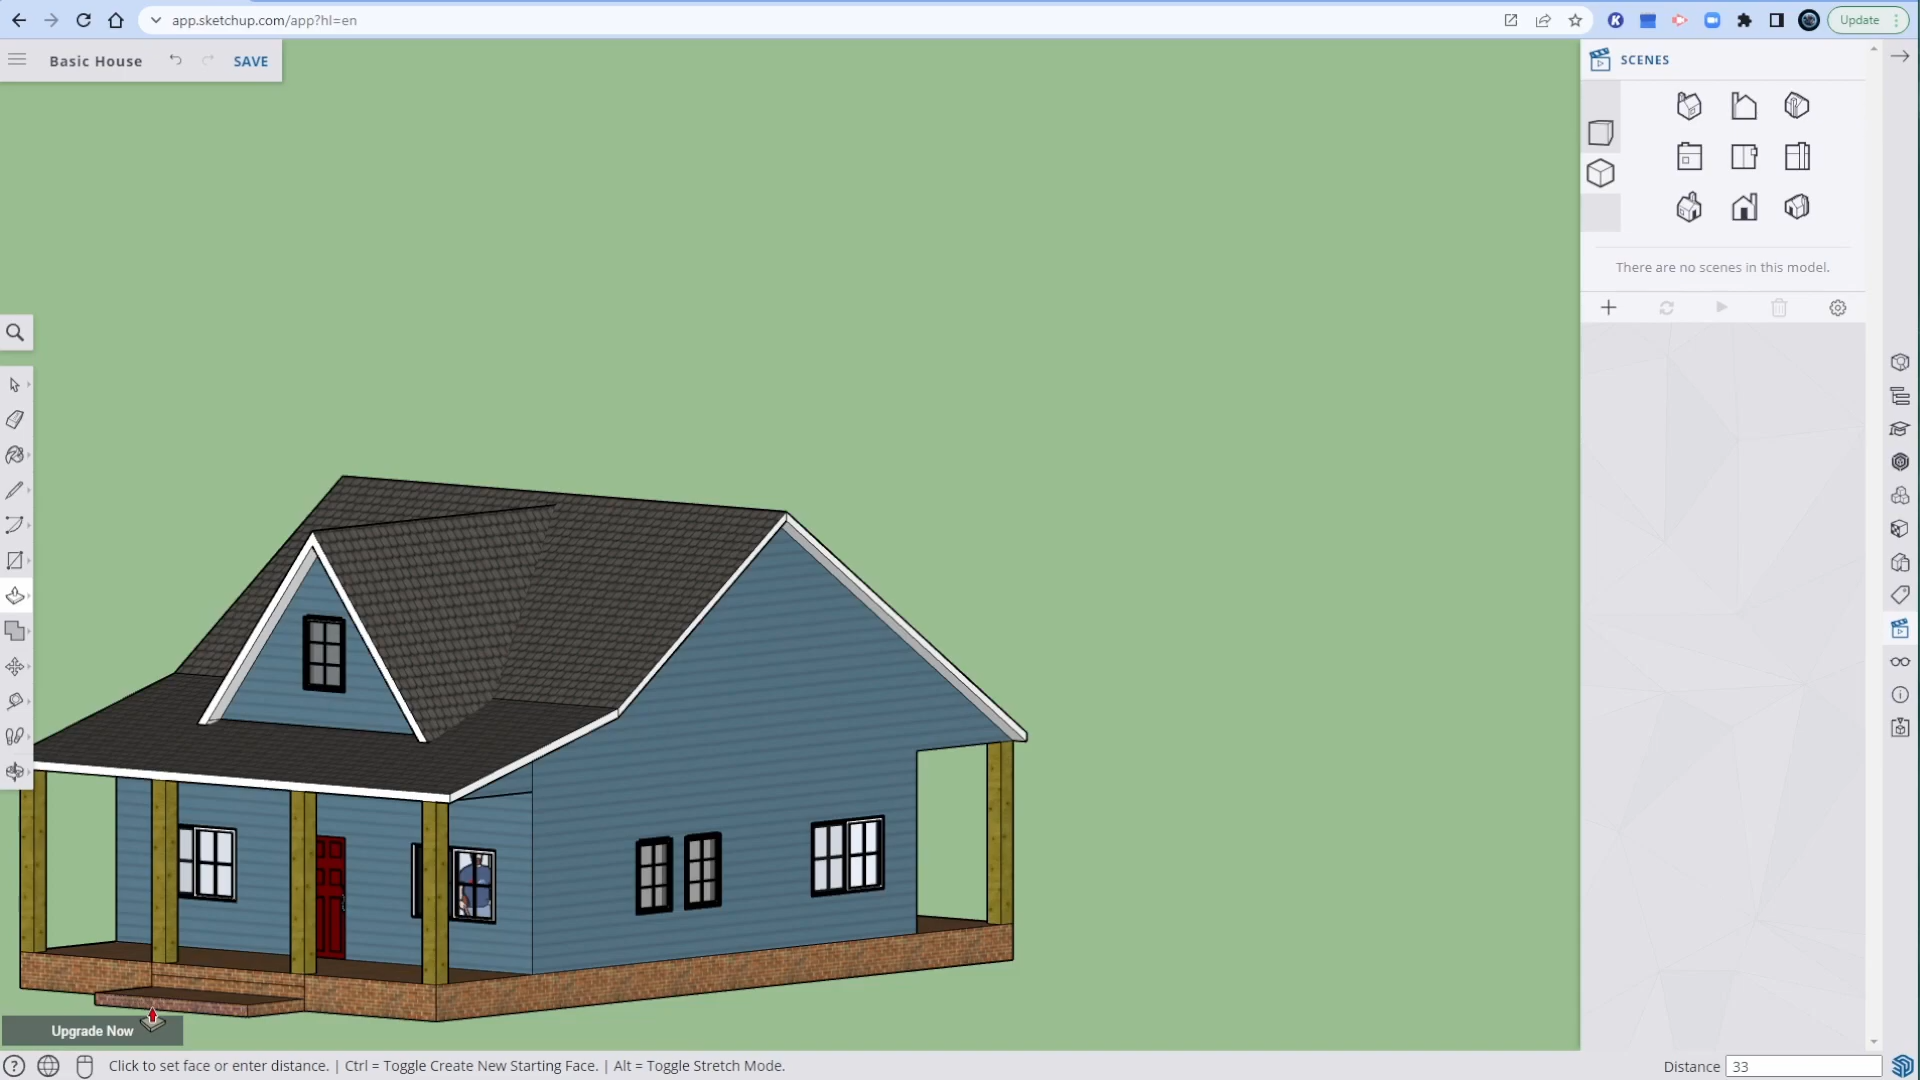 app.sketchup.com/app?hl=en
K
Update
Basic House
SAVE
SCENES
There are no scenes in this model.
Upgrade Now
Click to set face or enter distance. | Ctrl = Toggle Create New Starting Face. | Alt = Toggle Stretch Mode.
Distance 33